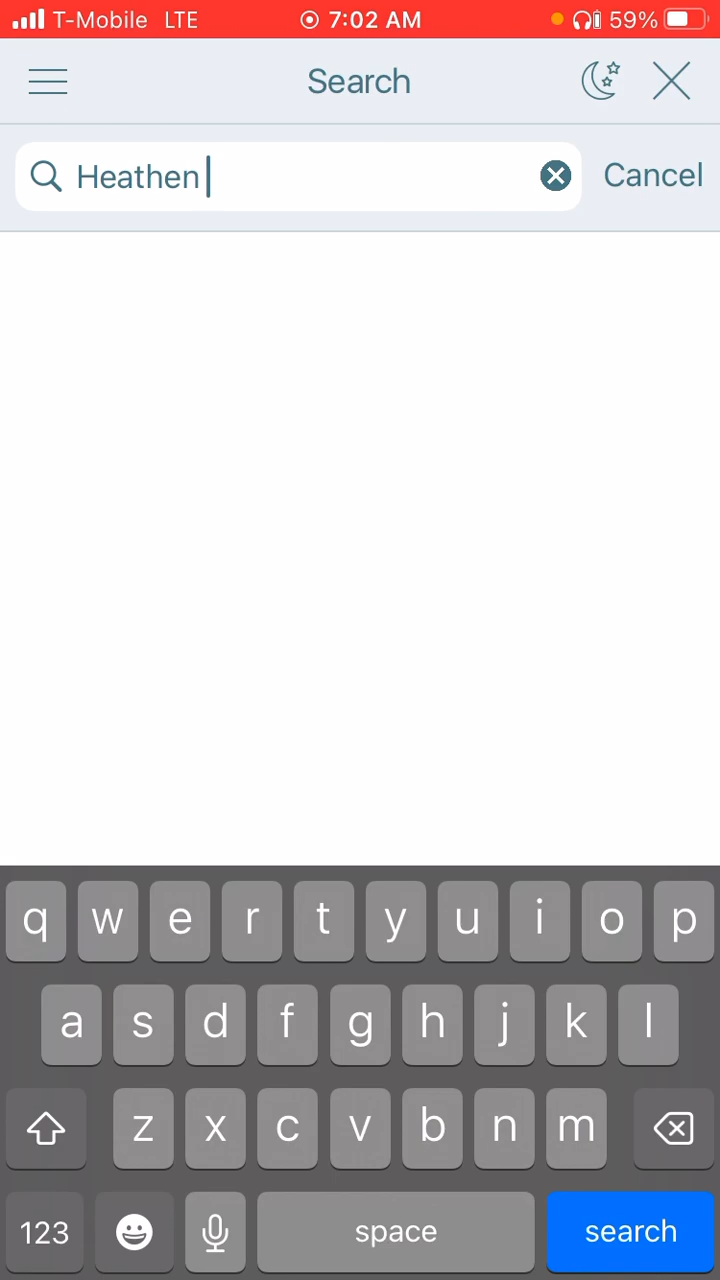 T-Mobile LTE 7:02 AM 59%
Search
Heathen Cancel
q w e r t y u i o p
a s d f g h j k l
z x c v b n m
123 space search